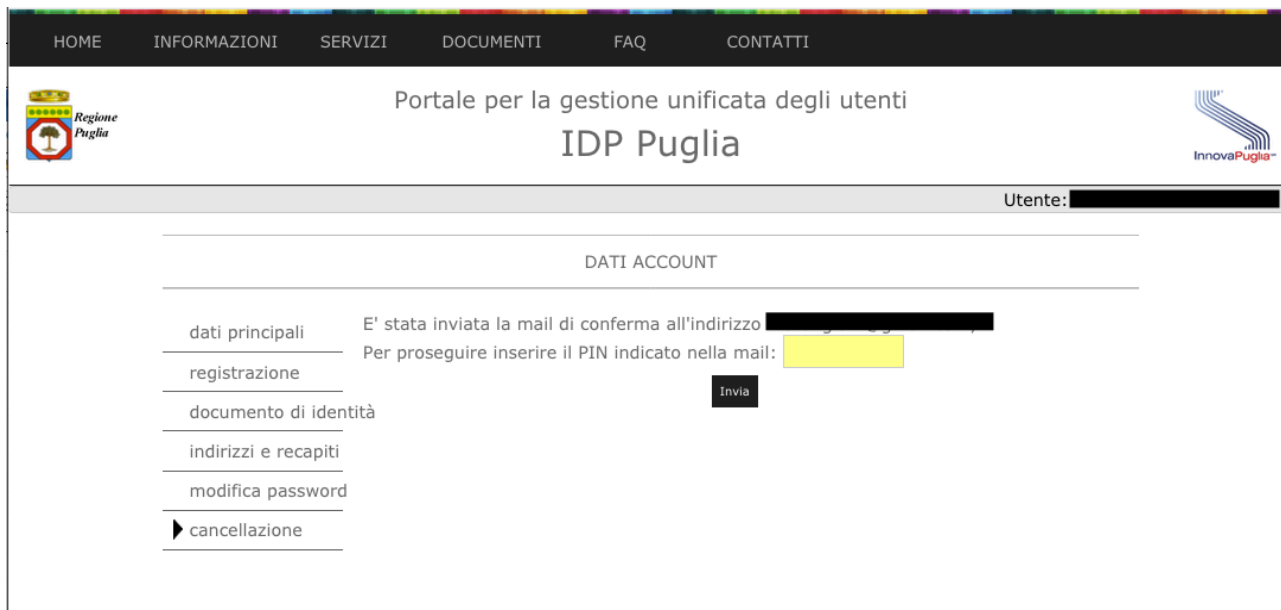 HOME INFORMAZIONI SERVIZI DOCUMENTI FAQ CONTATTI
Regione
Puglia
Portale per la gestione unificata degli utenti
IDP Puglia
InnovaPuglia
Utente:
DATI ACCOUNT
dati principali
registrazione
documento di identità
indirizzi e recapiti
modifica password
cancellazione
E' stata inviata la mail di conferma all'indirizzo
Per proseguire inserire il PIN indicato nella mail:
Invia